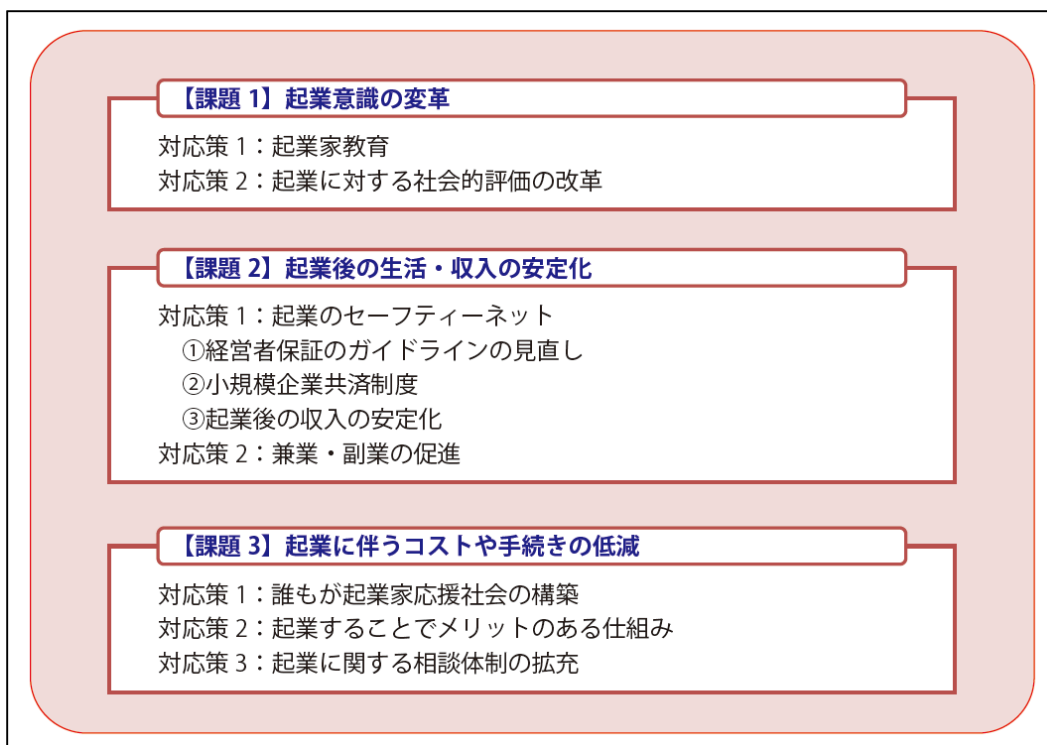 【課題 1】起業意識の変革
対応策 1：起業家教育
対応策 2：起業に対する社会的評価の改革
【課題 2】起業後の生活・収入の安定化
対応策 1：起業のセーフティーネット
①経営者保証のガイドラインの見直し
②小規模企業共済制度
③起業後の収入の安定化
対応策 2：兼業・副業の促進
【課題 3】起業に伴うコストや手続きの低減
対応策 1：誰もが起業家応援社会の構築
対応策 2：起業することでメリットのある仕組み
対応策 3：起業に関する相談体制の拡充